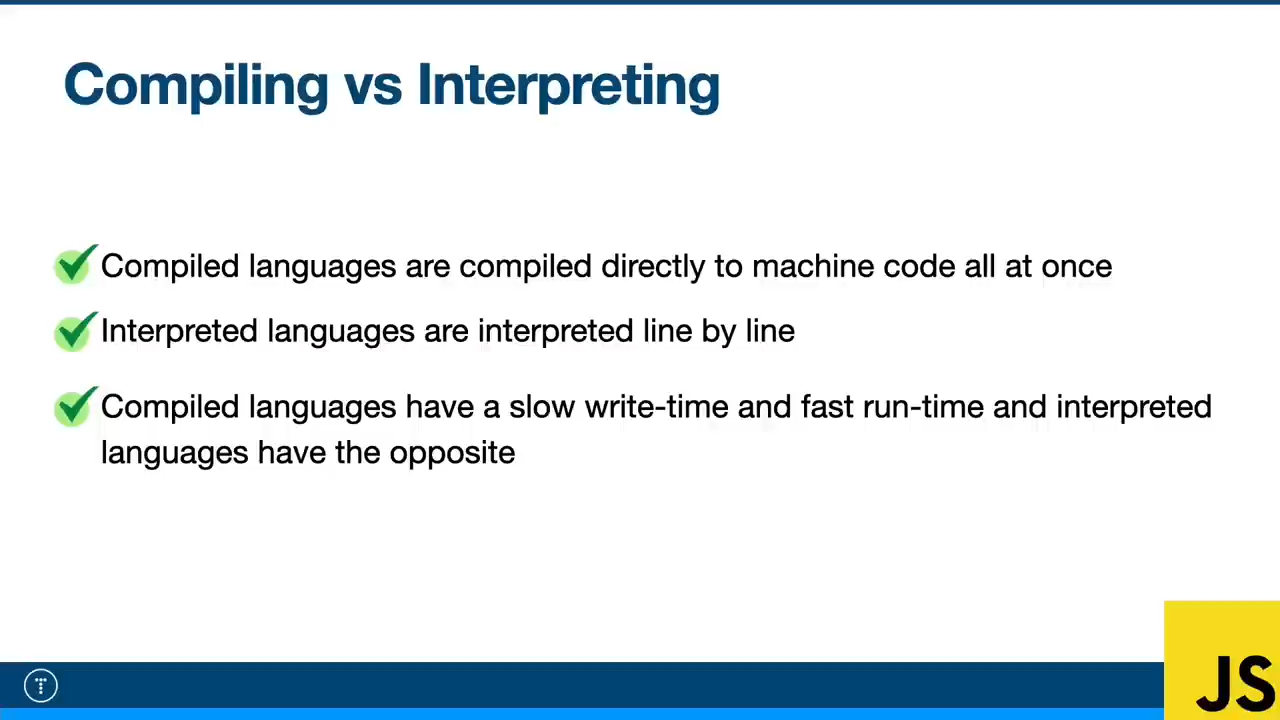 Compiling vs Interpreting
Compiled languages are compiled directly to machine code all at once
Interpreted languages are interpreted line by line
Compiled languages have a slow write-time and fast run-time and interpreted
languages have the opposite
JS